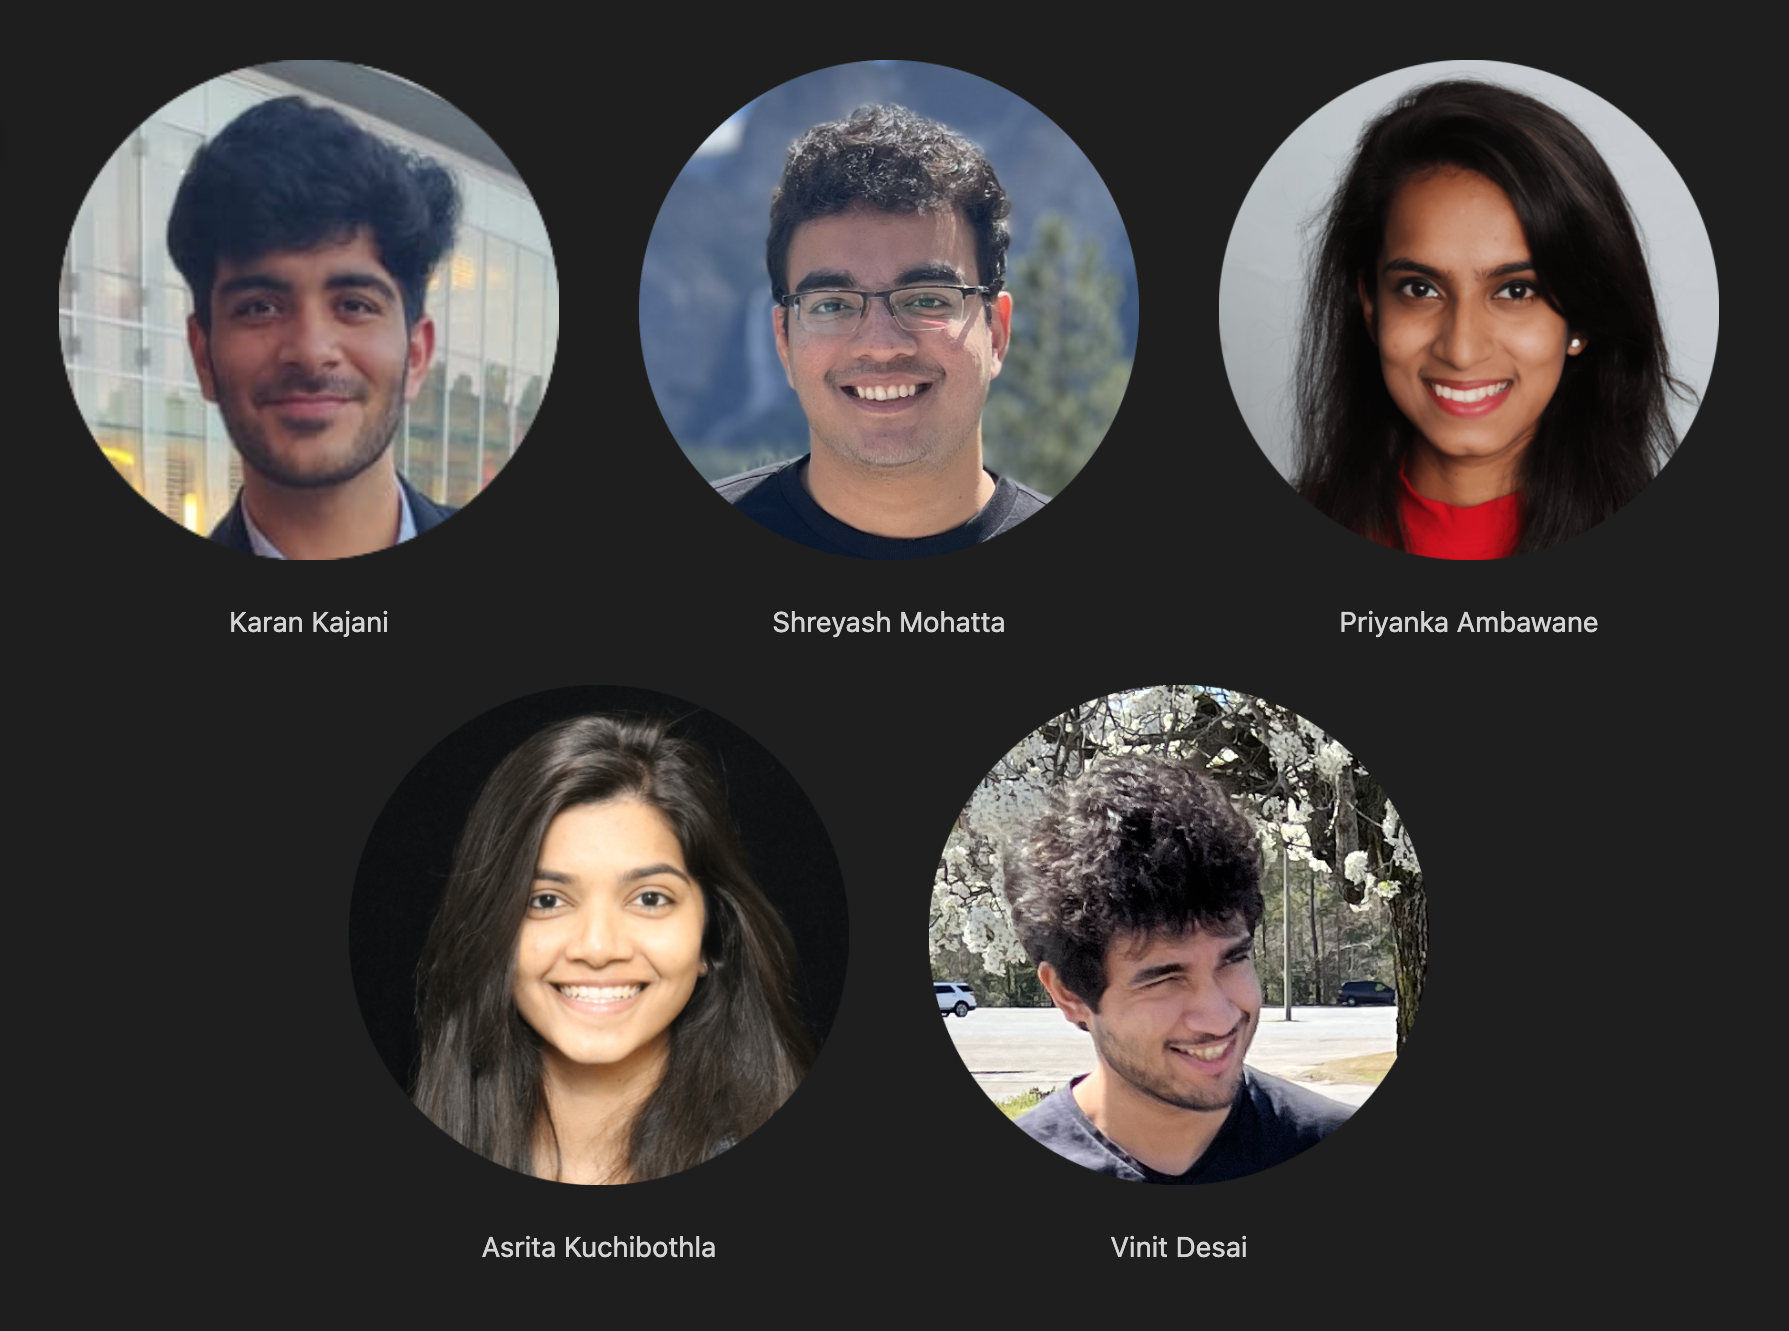 Karan Kajani
Shreyash Mohatta
Priyanka Ambawane
Asrita Kuchibothla
Vinit Desai